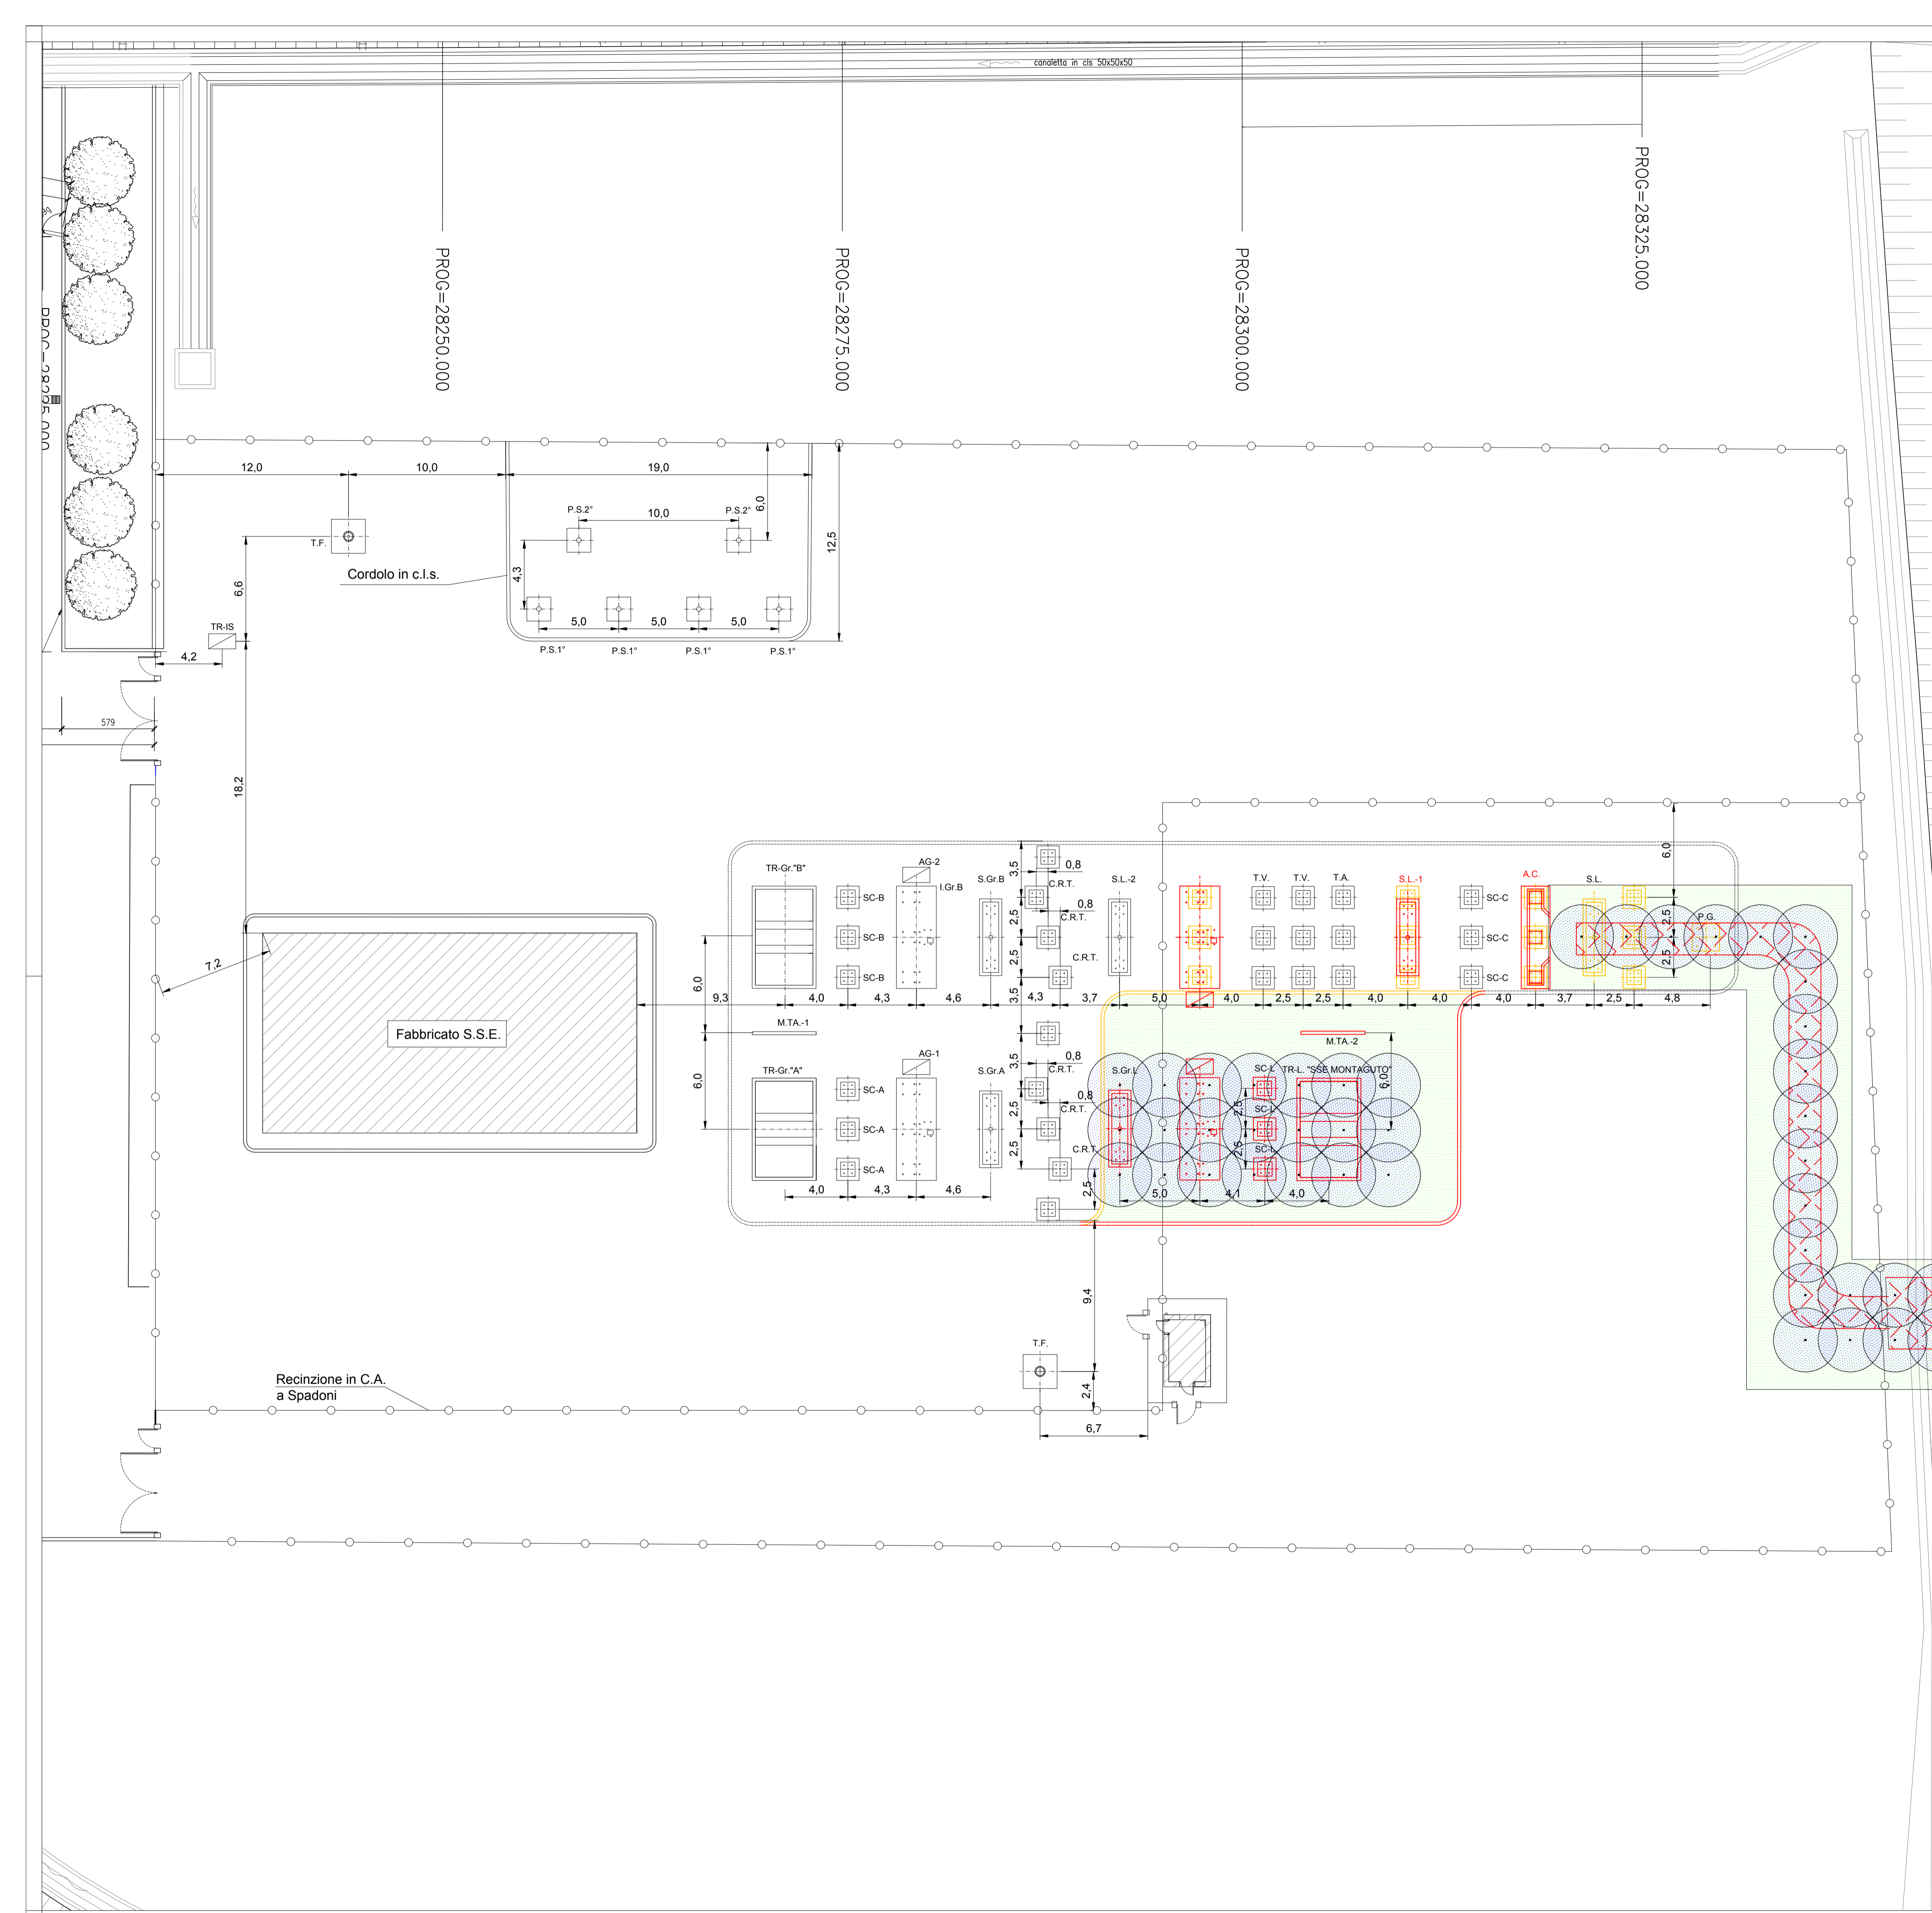 canaletta in cls 50x50x50
PROG=28325.000
PROG=28250.000
PROG=28275.000
PROG=28300.000
PROG=28225.000
12,0
10,0
19,0
6,0
12,5
P.S.2°
10,0
P.S.2°
T.F.
4,3
6,6
Cordolo in c.l.s.
5,0
5,0
5,0
TR-IS
4,2
P.S.1°
P.S.1°
P.S.1°
P.S.1°
579
18,2
7,2
Fabbricato S.S.E.
TR-Gr."B"
AG-2
I.Gr.B
S.Gr.B
3,5
0,8
C.R.T.
S.L.-2
T.V.
T.V.
T.A.
S.L.-1
A.C.
S.L.
6,0
SC-B
SC-B
SC-B
2,5
2,5
0,8
C.R.T.
C.R.T.
SC-C
SC-C
SC-C
P.G.
2,5
2,5
6,0
9,3
4,0
4,3
4,6
3,5
4,3
3,7
5,0
4,0
2,5
2,5
4,0
4,0
4,0
3,7
2,5
4,8
M.TA.-1
M.TA.-2
6,0
TR-Gr."A"
AG-1
S.Gr.A
3,5
0,8
C.R.T.
S.Gr.L
SC-L
TR-L. "SSE MONTAGUTO"
6,0
SC-A
SC-A
SC-A
2,5
2,5
0,8
C.R.T.
C.R.T.
SC-L
SC-L
2,5
2,5
4,0
4,3
4,6
2,5
5,0
4,1
4,0
9,4
T.F.
2,4
6,7
Recinzione in C.A.
a Spadoni